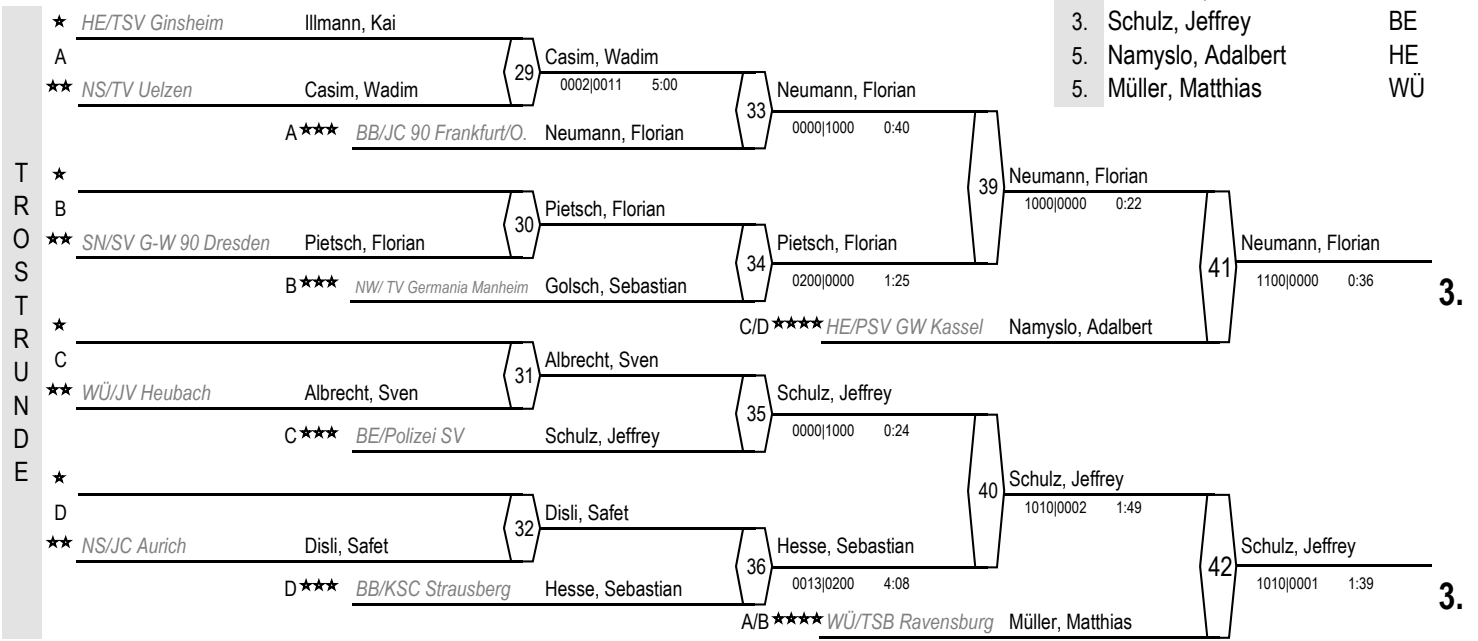 3. Schulz, Jeffrey BE
5. Namyslo, Adalbert HE
5. Müller, Matthias WÜ
TROSTRUNDE
★ HE/TSV Ginsheim Illmann, Kai
A
★★ NS/TV Uelzen Casim, Wadim
29
Casim, Wadim
0002|0011 5:00
A★★★ BB/JC 90 Frankfurt/O. Neumann, Florian
33
Neumann, Florian
0000|1000 0:40
★
B
★★ SN/SV G-W 90 Dresden Pietsch, Florian
30
Pietsch, Florian
B★★★ NW/ TV Germania Manheim Golsch, Sebastian
34
Pietsch, Florian
0200|0000 1:25
39
Neumann, Florian
1000|0000 0:22
C/D★★★★ HE/PSV GW Kassel Namyslo, Adalbert
41
Neumann, Florian
1100|0000 0:36
3.
★
C
★★ WÜ/JV Heubach Albrecht, Sven
31
Albrecht, Sven
C★★★ BE/Polizei SV Schulz, Jeffrey
35
Schulz, Jeffrey
0000|1000 0:24
★
D
★★ NS/JC Aurich Disli, Safet
32
Disli, Safet
D★★★ BB/KSC Strausberg Hesse, Sebastian
36
Hesse, Sebastian
0013|0200 4:08
40
Schulz, Jeffrey
1010|0002 1:49
A/B★★★★ WÜ/TSB Ravensburg Müller, Matthias
42
Schulz, Jeffrey
1010|0001 1:39
3.